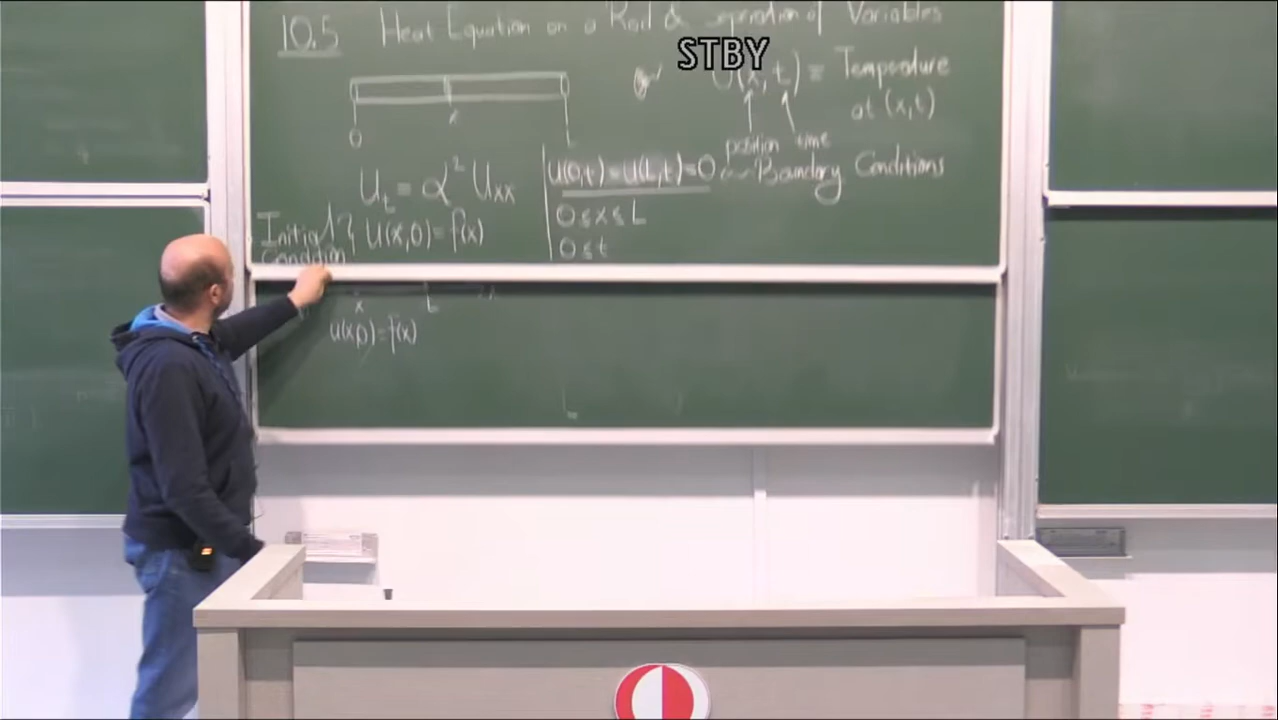 10.5 Heat Equation on a Rod & separation of Variables
STBY
U(x,t) = Temperature
at (x,t)
x
0
position time
U(0,t)=U(L,t)=0 Boundary Conditions
Ut = α² Uxx
0≤x≤L
Initial U(x,0)=f(x)
Condition
0≤t
x L
u(x,0)=f(x)